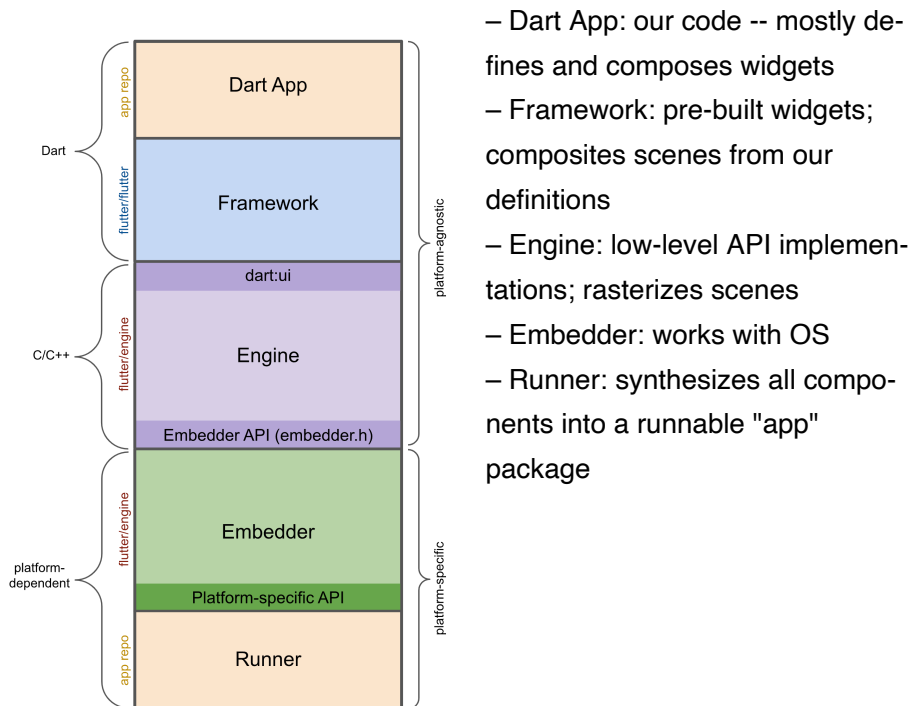 app repo
Dart App
Dart
flutter/flutter
Framework
platform-agnostic
dart:ui
C/C++
flutter/engine
Engine
Embedder API (embedder.h)
flutter/engine
Embedder
platform-
dependent
Platform-specific API
platform-specific
app repo
Runner
– Dart App: our code -- mostly de-
fines and composes widgets
– Framework: pre-built widgets;
composites scenes from our
definitions
– Engine: low-level API implemen-
tations; rasterizes scenes
– Embedder: works with OS
– Runner: synthesizes all compo-
nents into a runnable "app"
package